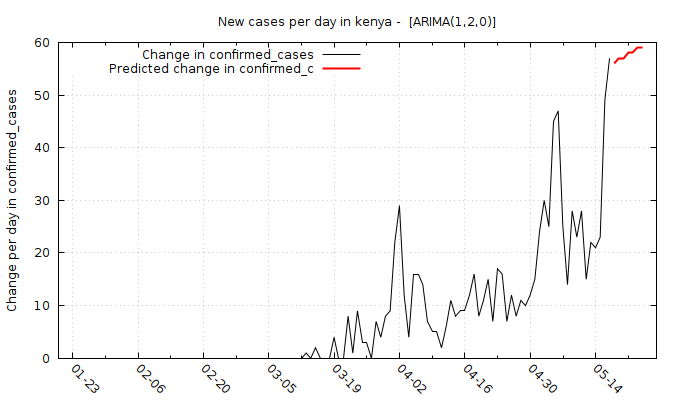 New cases per day in kenya - [ARIMA(1,2,0)]
Change in confirmed_cases
Predicted change in confirmed_c
Change per day in confirmed_cases
60
50
40
30
20
10
0
01-23 02-06 02-20 03-05 03-19 04-02 04-16 04-30 05-14